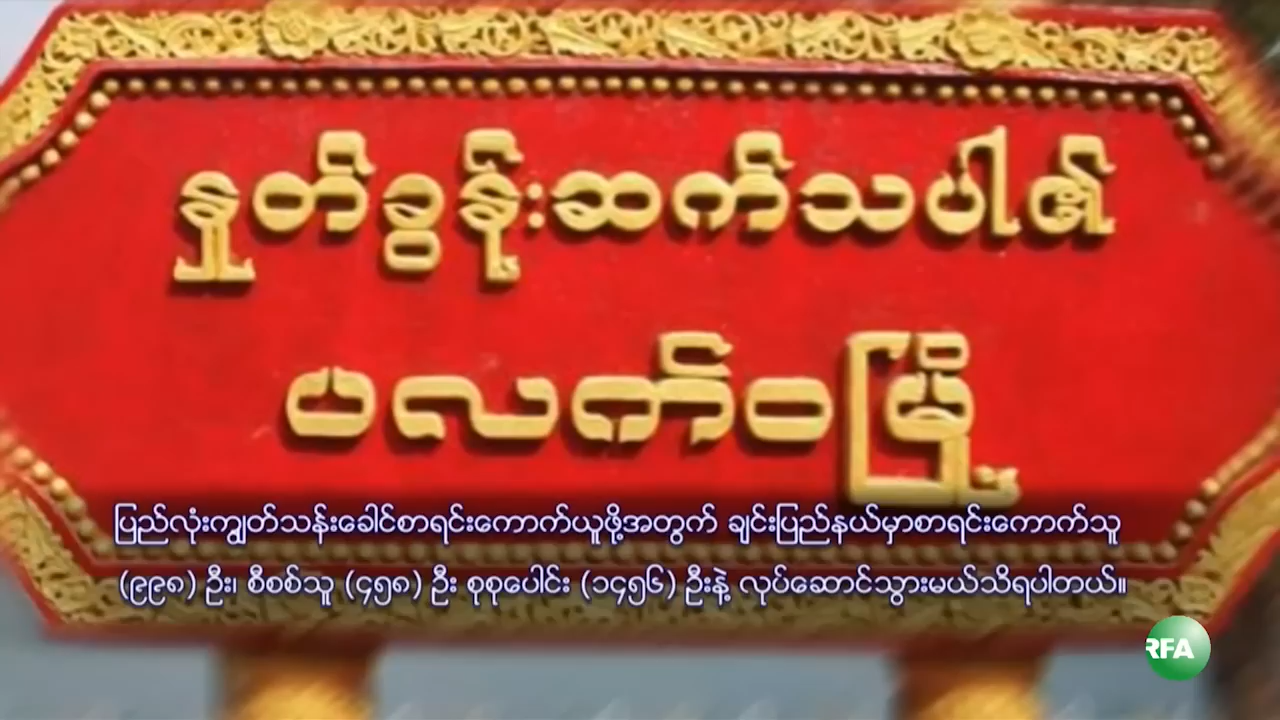 နှုတ်ခွန်းဆက်သပါ၏
ပလက်ဝမြို့
ပြည်လုံးကျွတ်သန်းခေါင်စာရင်းကောက်ယူဖို့အတွက် ချင်းပြည်နယ်မှာစာရင်းကောက်သူ
(၉၉၈) ဦး၊ စီစစ်သူ (၄၅၈) ဦး စုစုပေါင်း (၁၄၅၆) ဦးနဲ့ လုပ်ဆောင်သွားမယ်သိရပါတယ်။
RFA